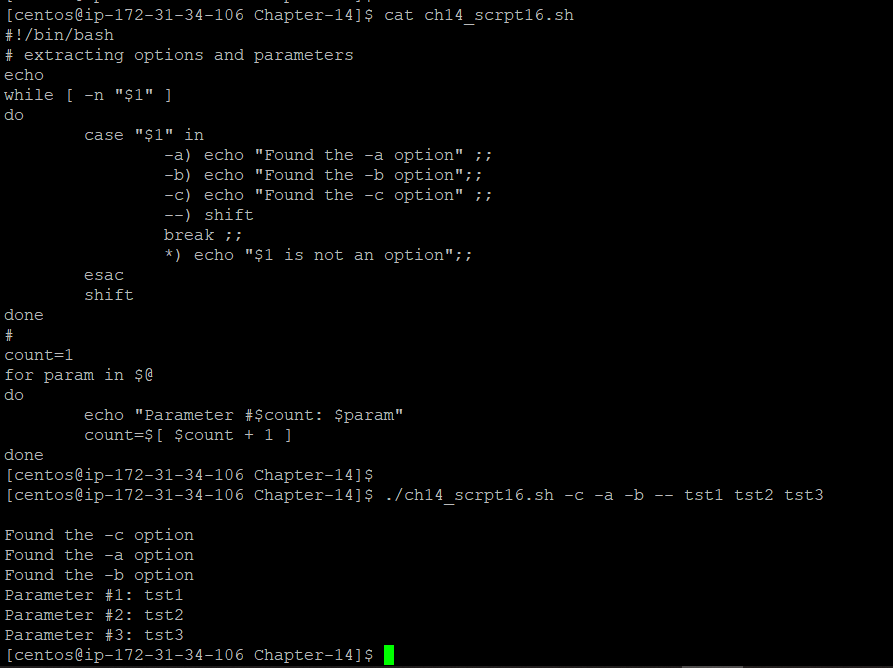 [centos@ip-172-31-34-106 Chapter-14]$ cat ch14_scrpt16.sh
#!/bin/bash
# extracting options and parameters
echo
while [ -n "$1" ]
do
        case "$1" in
                -a) echo "Found the -a option" ;;
                -b) echo "Found the -b option";;
                -c) echo "Found the -c option" ;;
                --) shift
                break ;;
                *) echo "$1 is not an option";;
        esac
        shift
done
#
count=1
for param in $@
do
        echo "Parameter #$count: $param"
        count=$[ $count + 1 ]
done
[centos@ip-172-31-34-106 Chapter-14]$
[centos@ip-172-31-34-106 Chapter-14]$ ./ch14_scrpt16.sh -c -a -b -- tst1 tst2 tst3

Found the -c option
Found the -a option
Found the -b option
Parameter #1: tst1
Parameter #2: tst2
Parameter #3: tst3
[centos@ip-172-31-34-106 Chapter-14]$